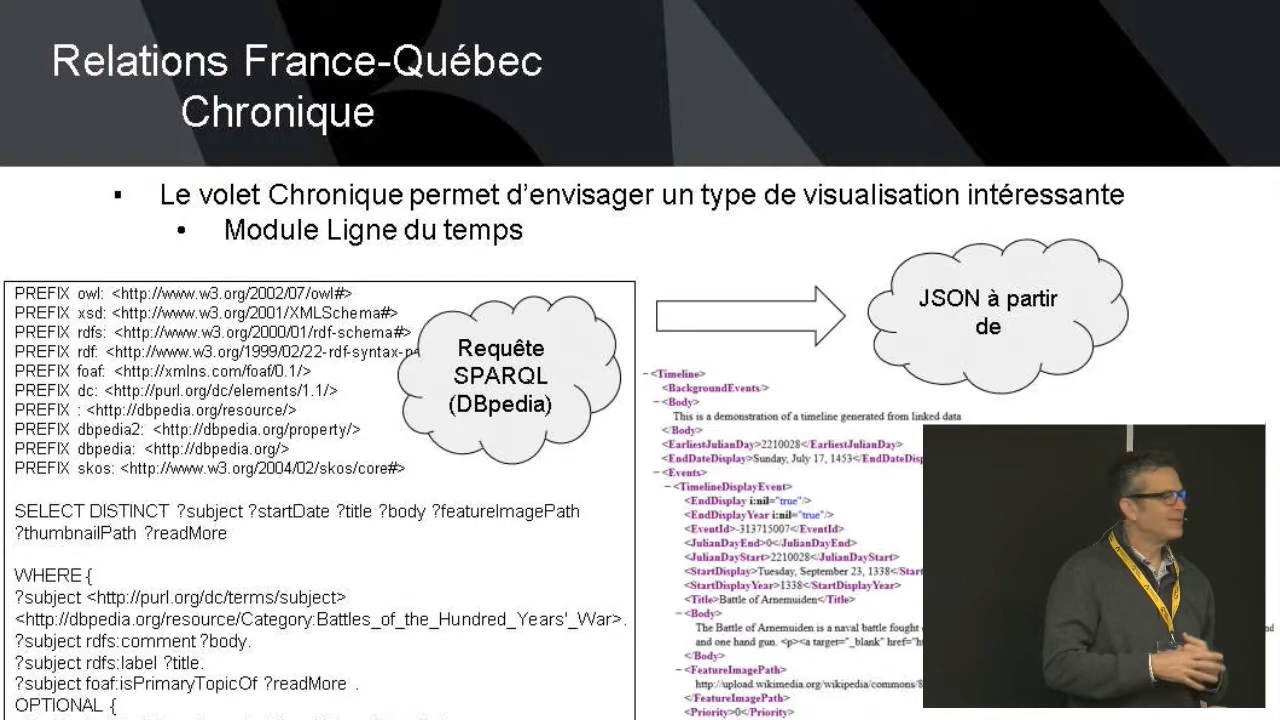 Relations France-Québec
Chronique
▪ Le volet Chronique permet d'envisager un type de visualisation intéressante
• Module Ligne du temps
PREFIX owl: <http://www.w3.org/2002/07/owl#>
PREFIX xsd: <http://www.w3.org/2001/XMLSchema#>
PREFIX rdfs: <http://www.w3.org/2000/01/rdf-schema#>
PREFIX rdf: <http://www.w3.org/1999/02/22-rdf-syntax-n
PREFIX foaf: <http://xmlns.com/foaf/0.1/>
PREFIX dc: <http://purl.org/dc/elements/1.1/>
PREFIX : <http://dbpedia.org/resource/>
PREFIX dbpedia2: <http://dbpedia.org/property/>
PREFIX dbpedia: <http://dbpedia.org/>
PREFIX skos: <http://www.w3.org/2004/02/skos/core#>
SELECT DISTINCT ?subject ?startDate ?title ?body ?featureImagePath
?thumbnailPath ?readMore
WHERE {
?subject <http://purl.org/dc/terms/subject>
<http://dbpedia.org/resource/Category:Battles_of_the_Hundred_Years'_War>.
?subject rdfs:comment ?body.
?subject rdfs:label ?title.
?subject foaf:isPrimaryTopicOf ?readMore .
OPTIONAL {
Requête
SPARQL
(DBpedia)
JSON à partir
de
−<Timeline>
<BackgroundEvents/>
−<Body>
This is a demonstration of a timeline generated from linked data
</Body>
<EarliestJulianDay>2210028</EarliestJulianDay>
<EndDateDisplay>Sunday, July 17, 1453</EndDateDisp
−<Events>
−<TimelineDisplayEvent>
<EndDisplay i:nil="true"/>
<EndDisplayYear i:nil="true"/>
<EventId>-313715007</EventId>
<JulianDayEnd>0</JulianDayEnd>
<JulianDayStart>2210028</JulianDayStart>
<StartDisplay>Tuesday, September 23, 1338</Start
<StartDisplayYear>1338</StartDisplayYear>
<Title>Battle of Arnemuiden</Title>
−<Body>
The Battle of Arnemuiden is a naval battle fought
and one hand gun. <p><a target="_blank" href="h
</Body>
−<FeatureImagePath>
http://upload.wikimedia.org/wikipedia/commons/8
</FeatureImagePath>
<Priority>0</Priority>